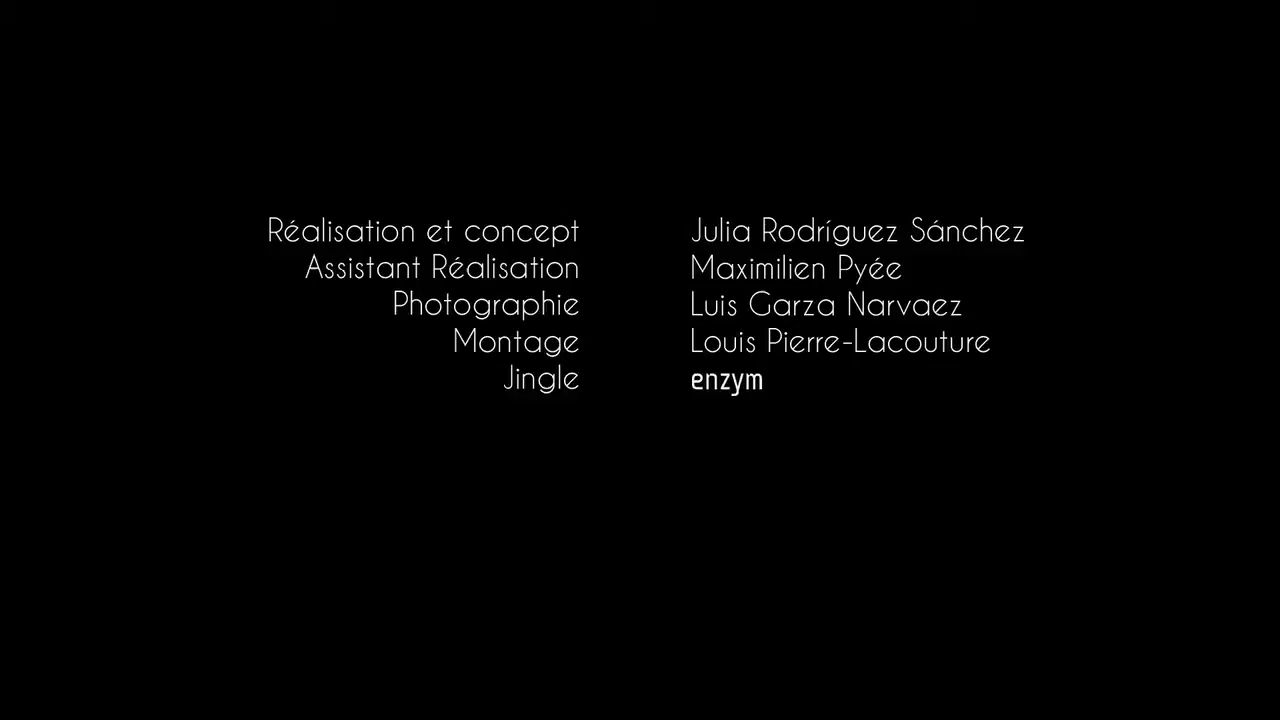 Réalisation et concept Julia Rodríguez Sánchez
Assistant Réalisation Maximilien Pyée
Photographie Luis Garza Narvaez
Montage Louis Pierre-Lacouture
Jingle enzym